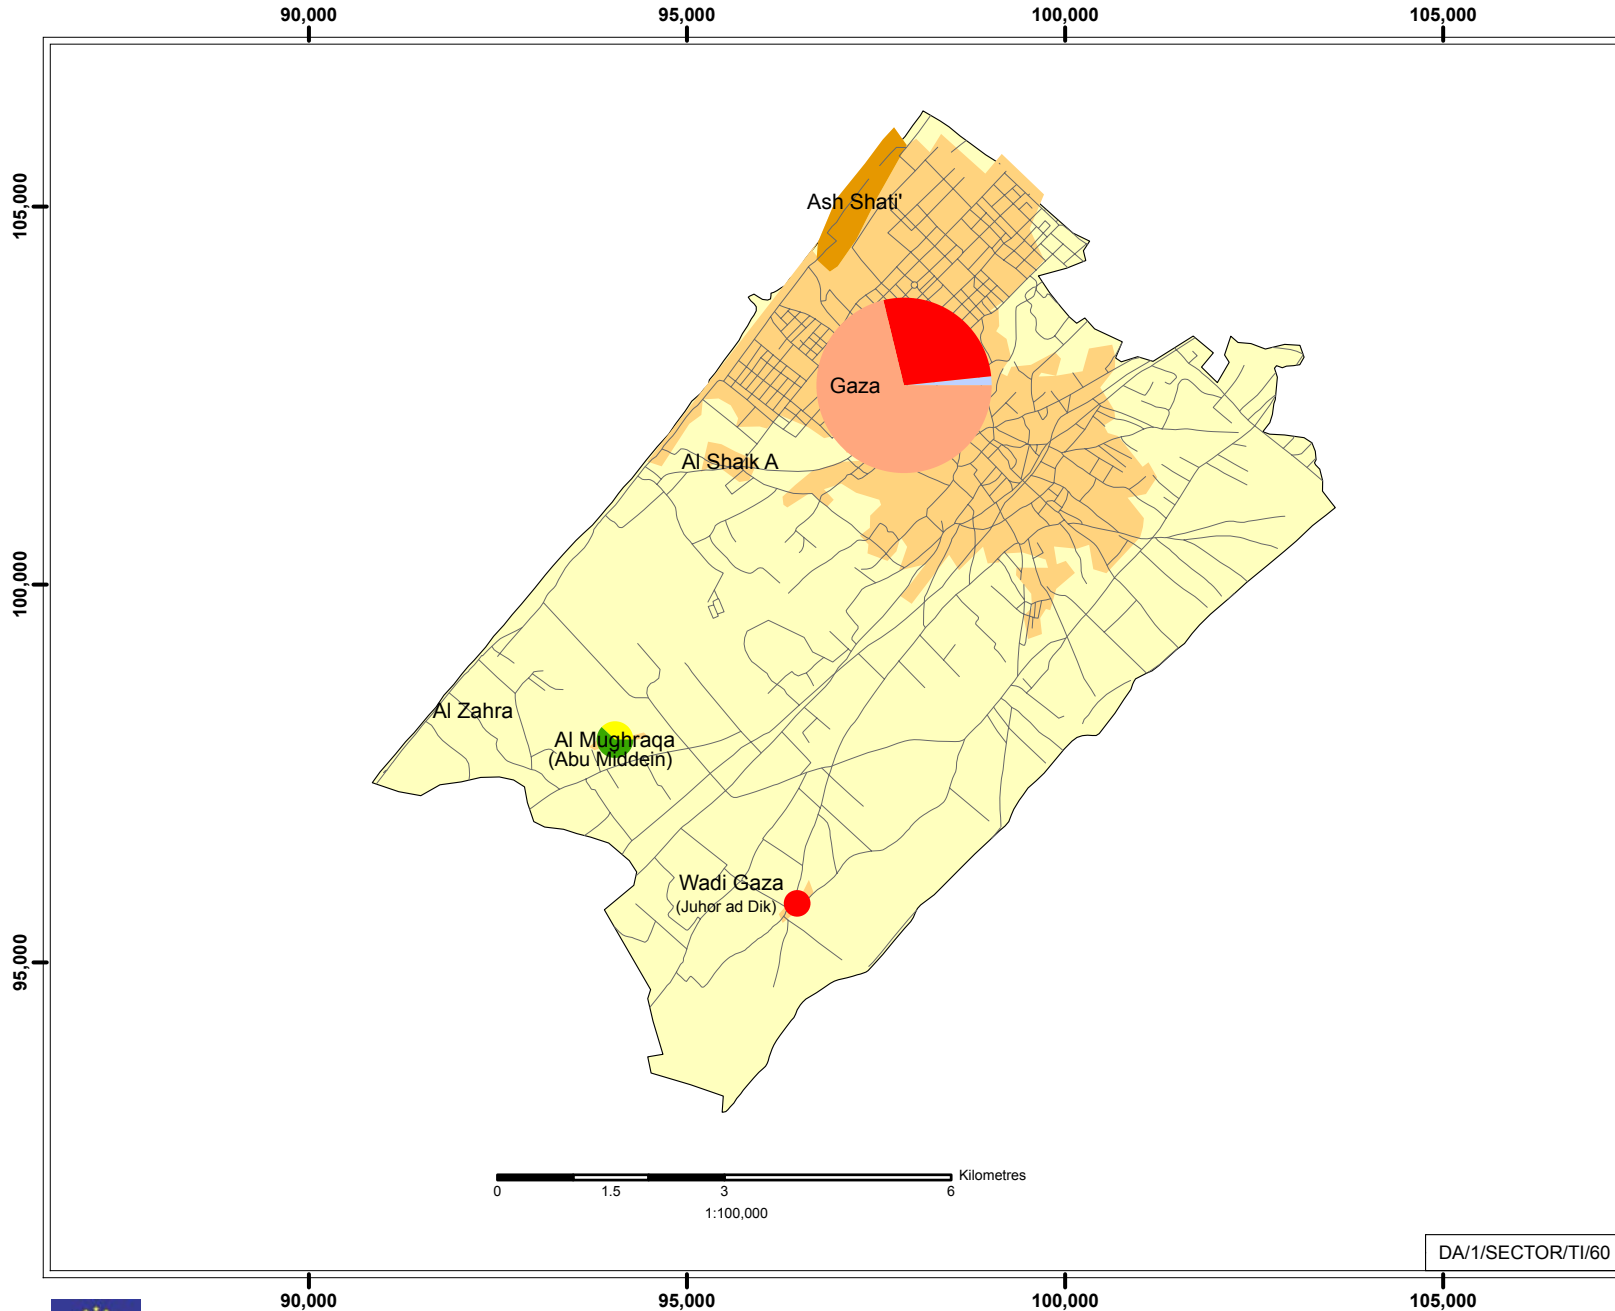 90,000
95,000
100,000
105,000
105,000
100,000
95,000
Ash Shati'
Gaza
Al Shaik A
Al Zahra
Al Mughraqa
(Abu Middein)
Wadi Gaza
(Juhor ad Dik)
Kilometres
0 1.5 3 6
1:100,000
DA/1/SECTOR/TI/60
90,000
95,000
100,000
105,000